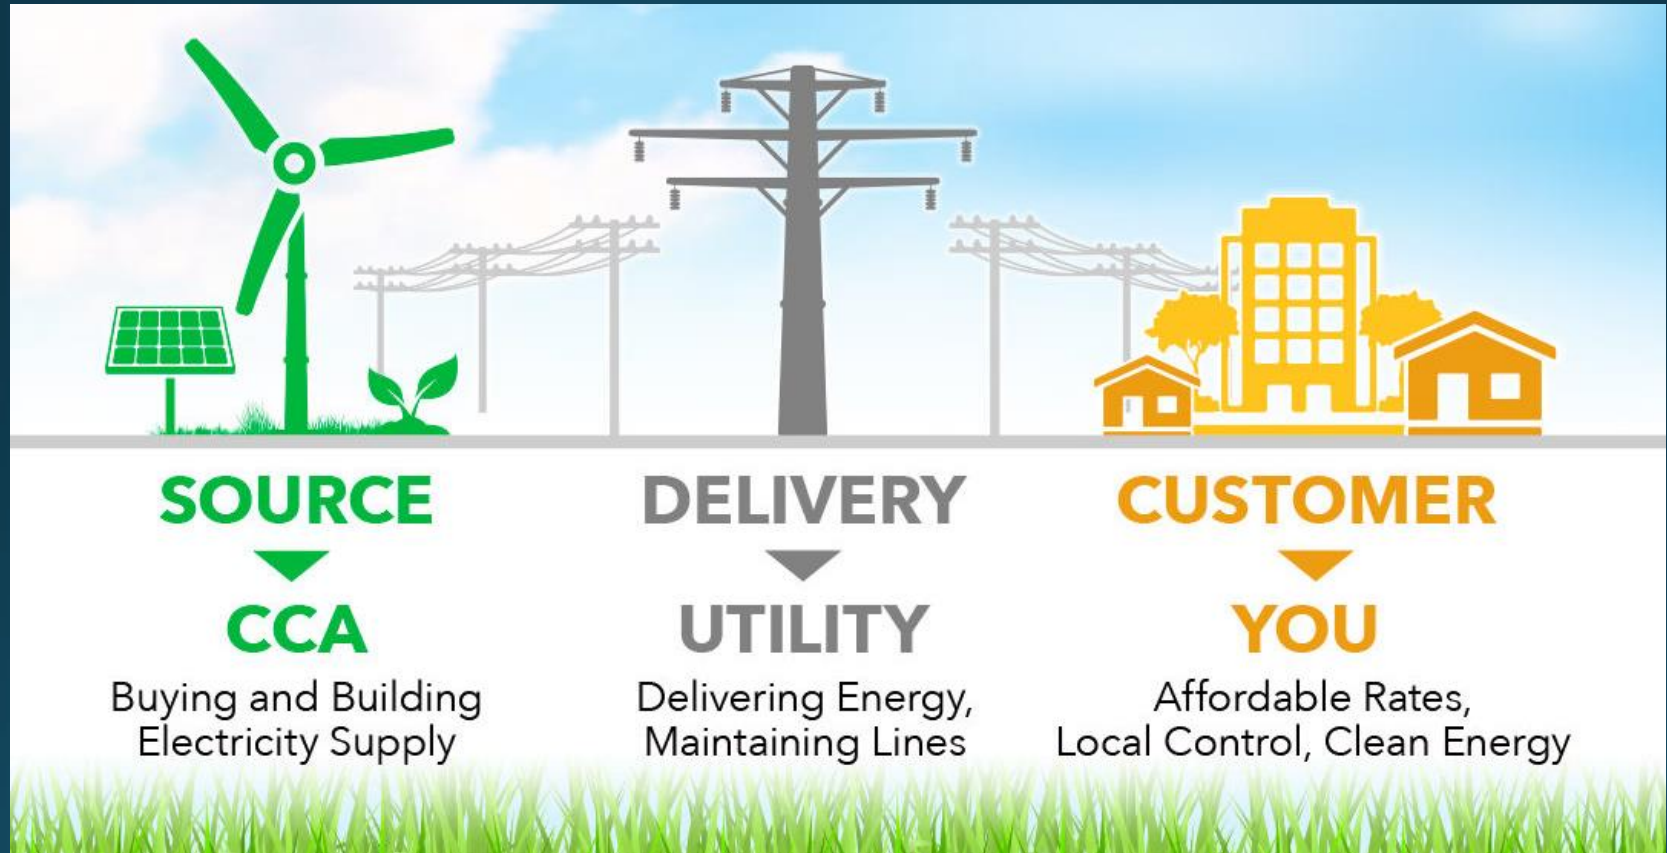 SOURCE
CCA
Buying and Building
Electricity Supply
DELIVERY
UTILITY
Delivering Energy,
Maintaining Lines
CUSTOMER
YOU
Affordable Rates,
Local Control, Clean Energy